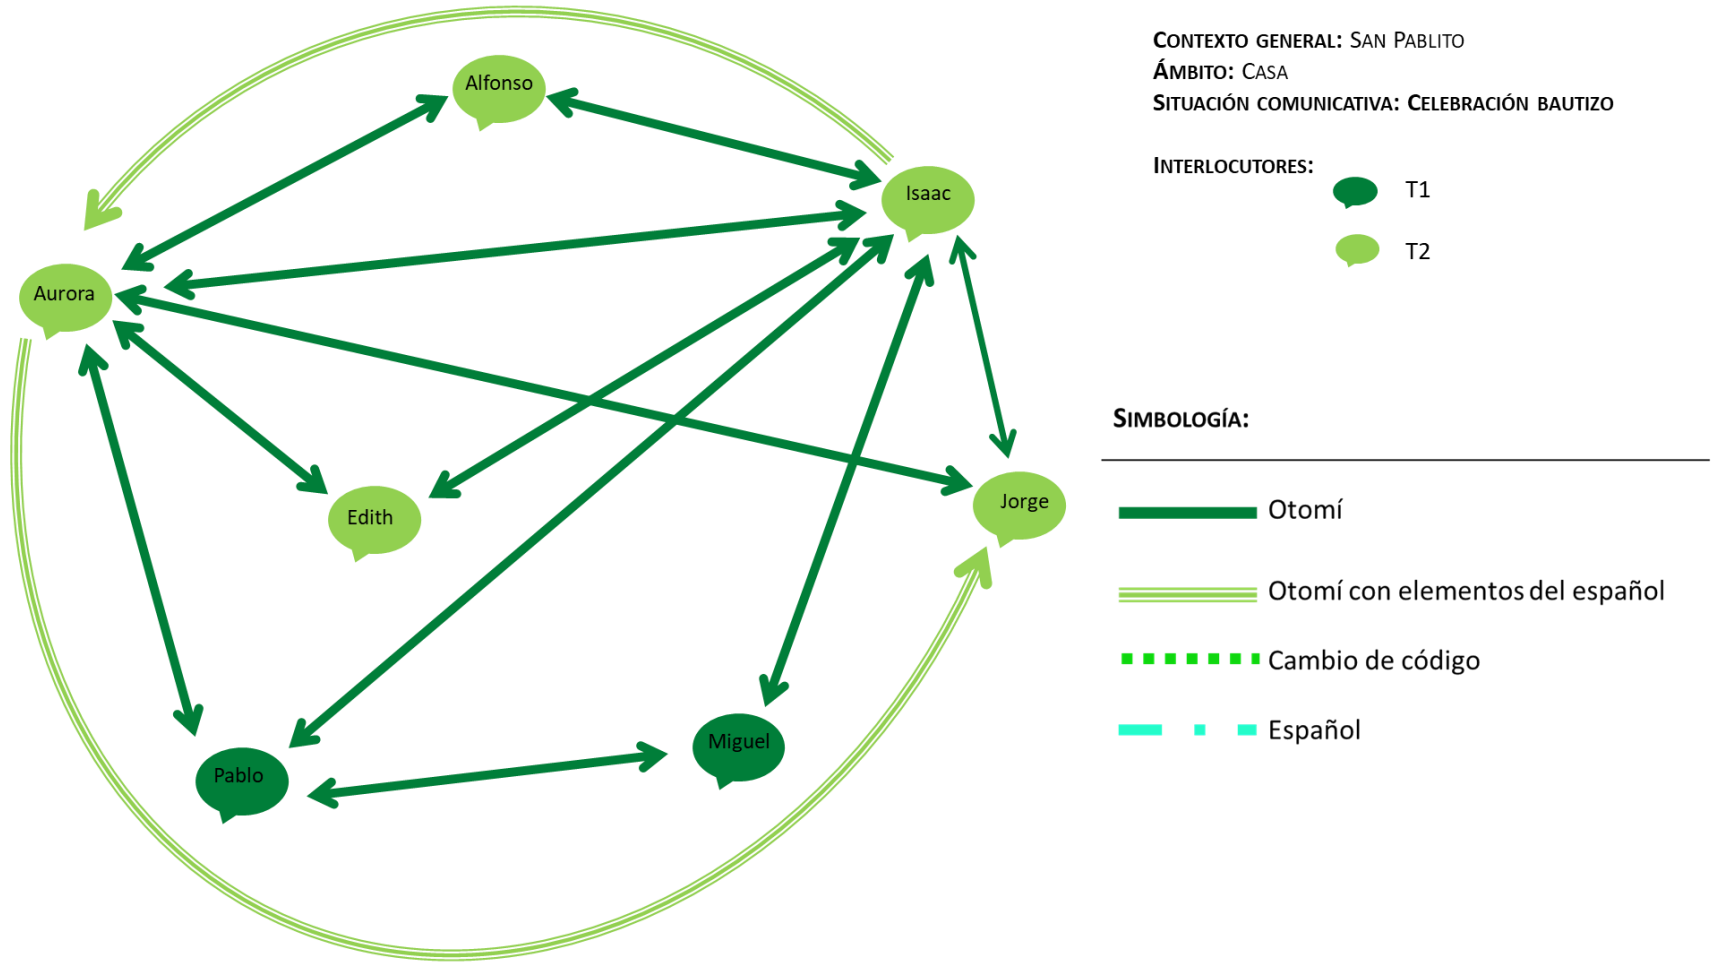 Contexto general: San Pablito
Ámbito: Casa
Situación comunicativa: Celebración bautizo
Interlocutores:
T1
T2
Alfonso
Isaac
Aurora
Edith
Jorge
Pablo
Miguel
Simbología:
Otomí
Otomí con elementos del español
Cambio de código
Español